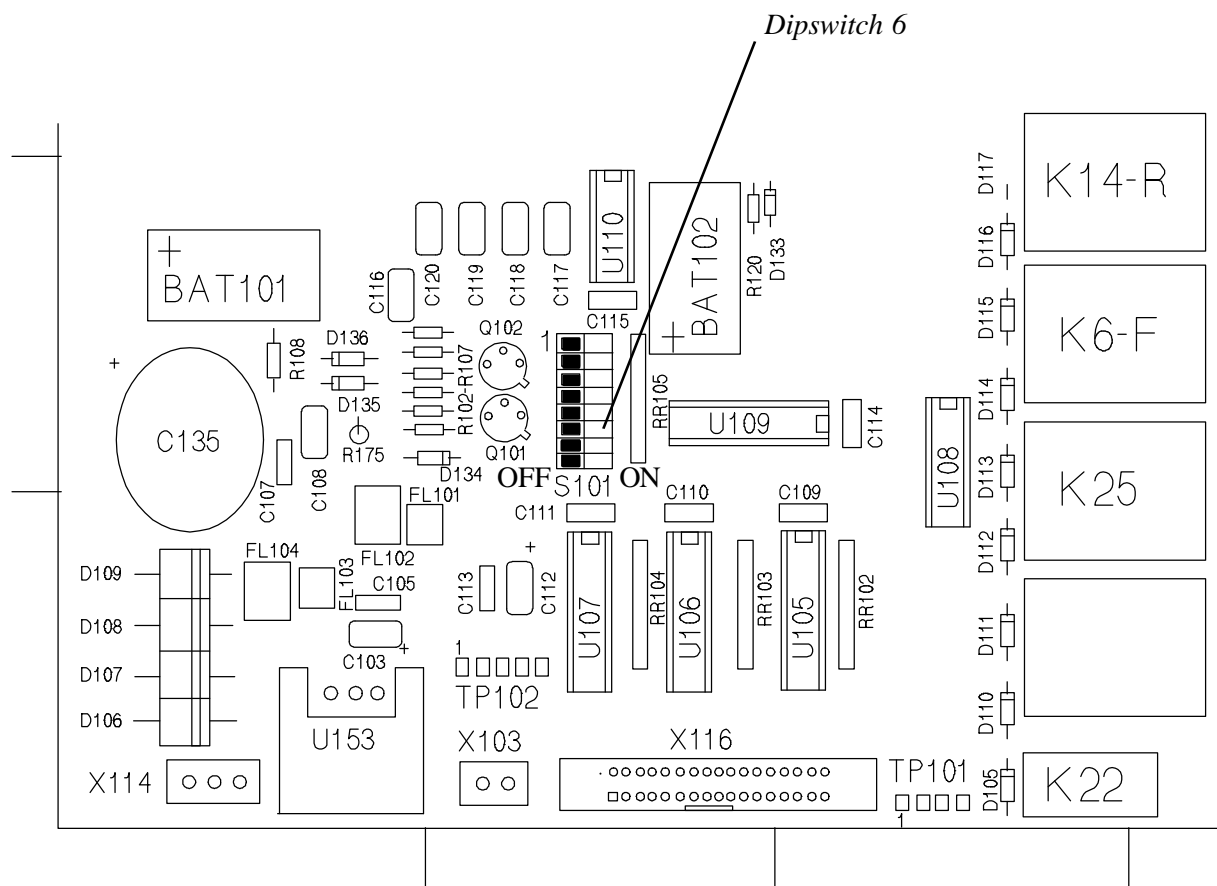 Dipswitch 6
D117
K14-R
U110
BAT102
+
R120
D133
D116
+
BAT101
C116
C120
C119
C118
C117
C115
D115
K6-F
+
R108
D136
D135
R175
R102-R107
Q102
Q101
1
RR105
U109
C114
D114
C135
C107
C108
D134
OFF
S101
ON
U108
D113
K25
FL101
FL102
C111
C110
C109
D112
FL104
FL103
C105
C103
+
C113
+
C112
U107
RR104
U106
RR103
U105
RR102
D111
D109
D108
D107
D106
1
TP102
D110
U153
X103
X116
TP101
1
D105
K22
X114